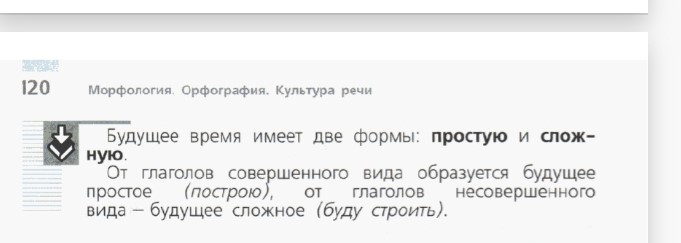 120 Морфология. Орфография. Культура речи
Будущее время имеет две формы: простую и слож-
ную.
От глаголов совершенного вида образуется будущее
простое (построю), от глаголов несовершенного
вида – будущее сложное (буду строить).